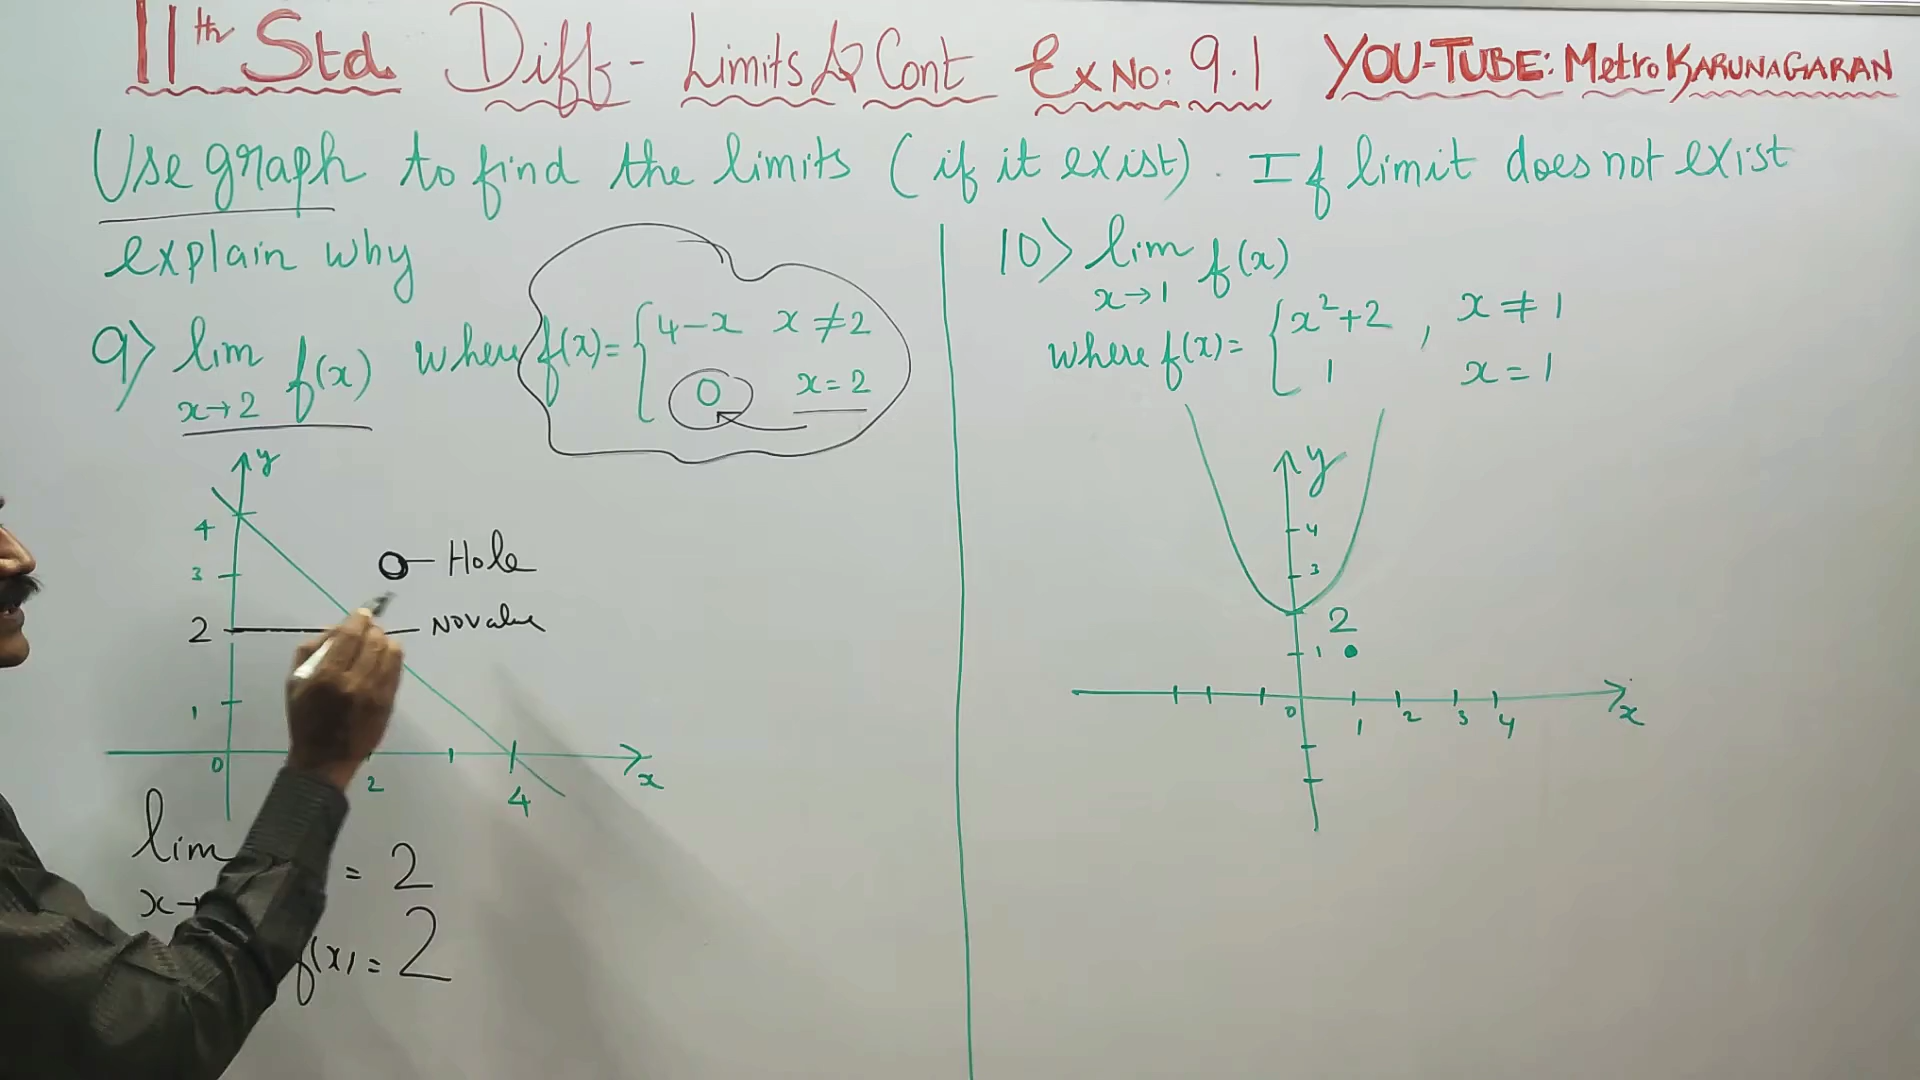 11th Std. Diff - Limits & Cont Ex No: 9.1 YOU-TUBE: Metro KARUNAGARAN
Use graph to find the limits (if it exist). If limit does not exist
explain why
9) lim f(x) where f(x) = { 4-x x ≠ 2
x→2 0 x = 2
y
4
3
2
1
0
2
4
x
Hole
No value
lim = 2
x→
f(x) = 2
10) lim f(x)
x→1
where f(x) = { x²+2 , x ≠ 1
1 x = 1
y
4
3
2
1
0
1 2 3 4
x